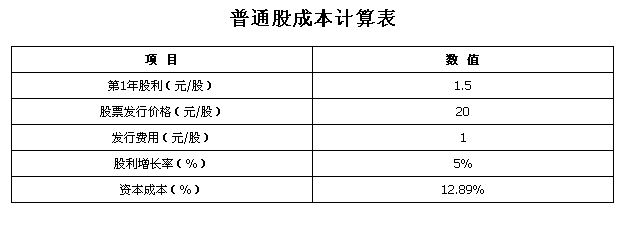 普通股成本计算表
项 目 数 值
第1年股利(元/股) 1.5
股票发行价格(元/股) 20
发行费用(元/股) 1
股利增长率(%) 5%
资本成本(%) 12.89%